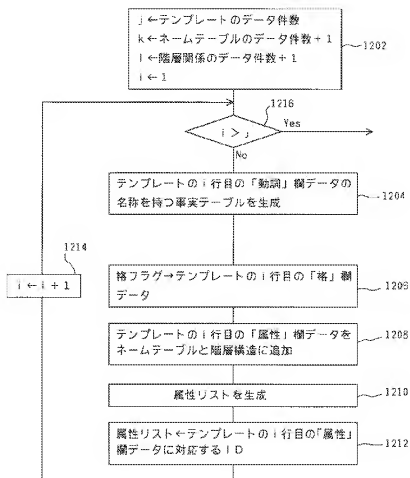 j←テンプレートのデータ件数
k←ネームテーブルのデータ件数+1
l←階層関係のデータ件数+1
i←1
1202
1216
i>j
Yes
No
テンプレートのi行目の「動詞」欄データの
名称を持つ事実テーブルを生成
1204
1214
i←i+1
格フラグ→テンプレートのi行目の「格」欄
データ
1209
テンプレートのi行目の「属性」欄データを
ネームテーブルと階層構造に追加
1208
属性リストを生成
1210
属性リスト←テンプレートのi行目の「属性」
欄データに対応するID
1212